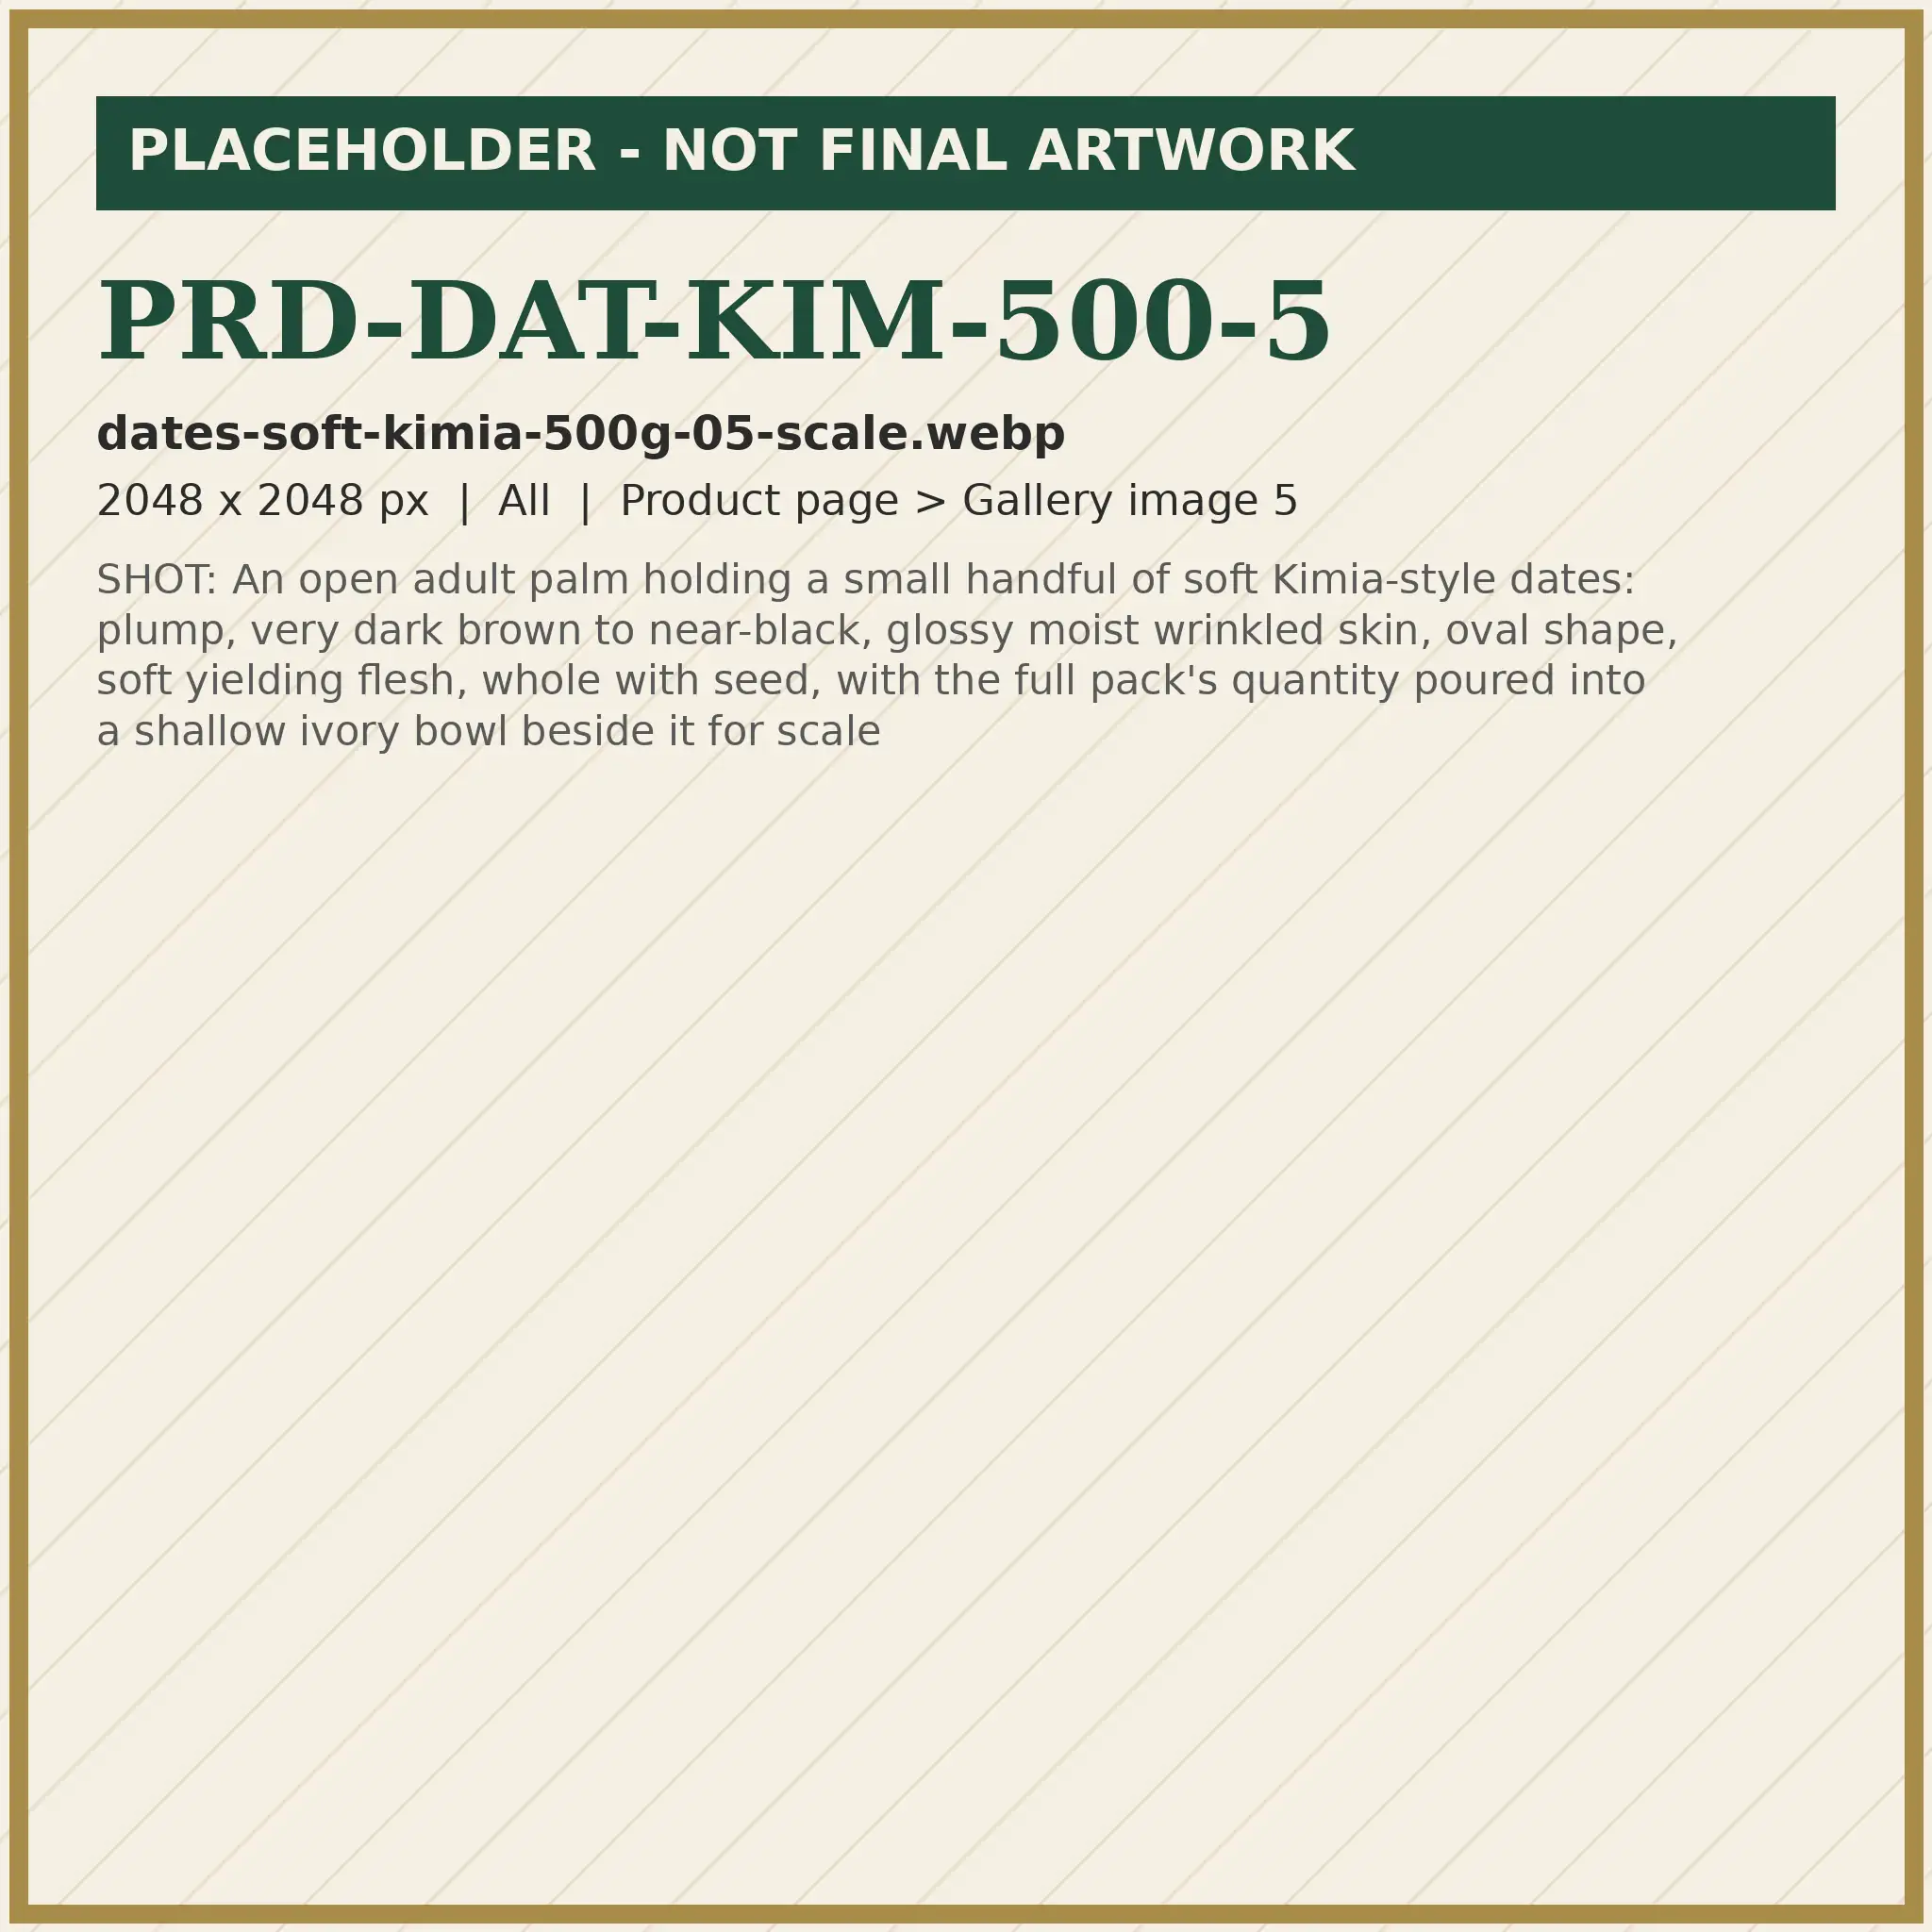 PLACEHOLDER - NOT FINAL ARTWORK
PRD-DAT-KIM-500-5
dates-soft-kimia-500g-05-scale.webp
2048 x 2048 px | All | Product page > Gallery image 5
SHOT: An open adult palm holding a small handful of soft Kimia-style dates:
plump, very dark brown to near-black, glossy moist wrinkled skin, oval shape,
soft yielding flesh, whole with seed, with the full pack's quantity poured into
a shallow ivory bowl beside it for scale